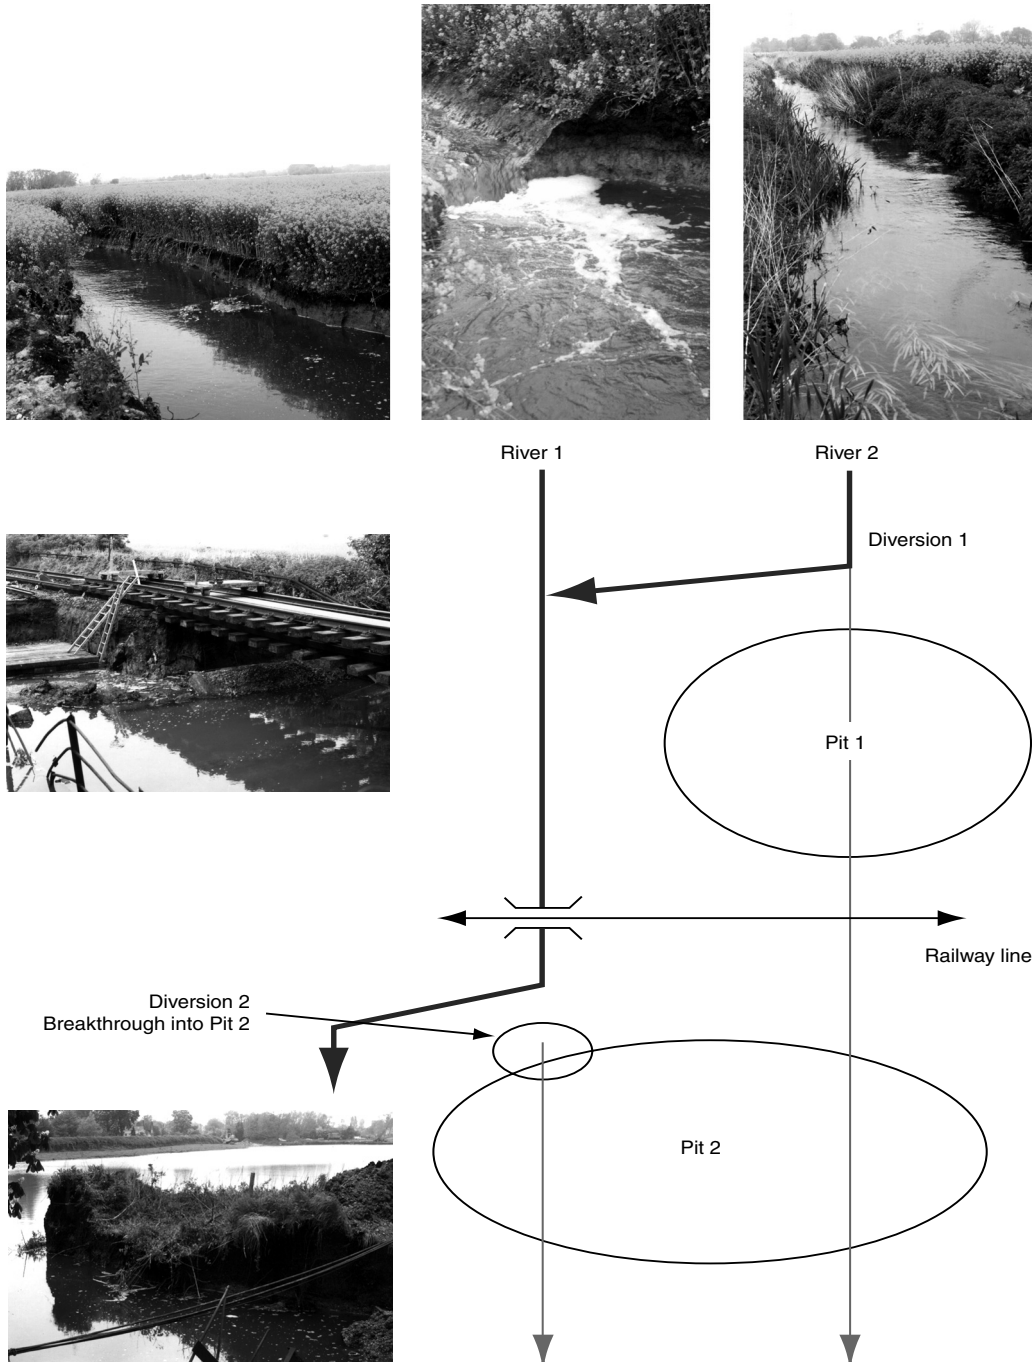 River 1
River 2
Diversion 1
Pit 1
Railway line
Diversion 2
Breakthrough into Pit 2
Pit 2